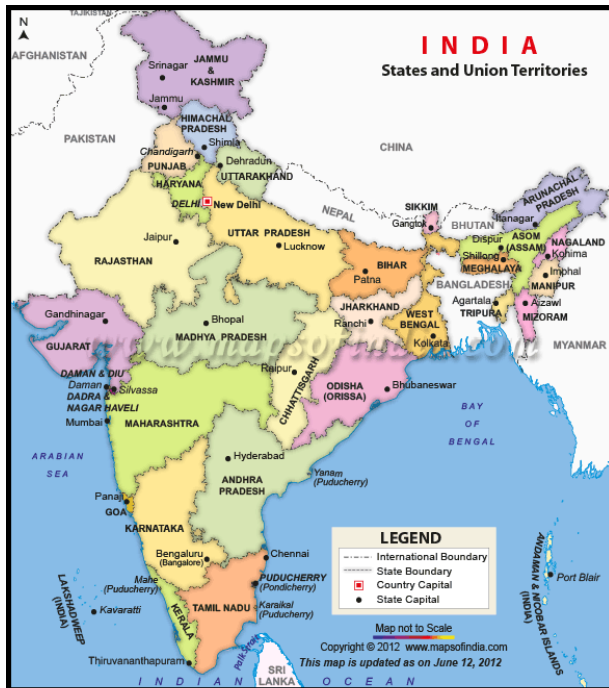 TAJIKISTAN
N
INDIA
States and Union Territories
AFGHANISTAN
JAMMU
&
KASHMIR
Srinagar
Jammu
PAKISTAN
CHINA
HIMACHAL
PRADESH
Shimla
Chandigarh
PUNJAB
Dehradun
UTTARAKHAND
HARYANA
DELHI
New Delhi
NEPAL
SIKKIM
Gangtok
BHUTAN
ARUNACHAL
PRADESH
Itanagar
ASOM
(ASSAM)
Dispur
NAGALAND
Kohima
Shillong
MEGHALAYA
Imphal
MANIPUR
BANGLADESH
Agartala
TRIPURA
Aizawl
MIZORAM
MYANMAR
Jaipur
RAJASTHAN
UTTAR PRADESH
Lucknow
BIHAR
Patna
JHARKHAND
Ranchi
WEST
BENGAL
Kolkata
Gandhinagar
GUJARAT
Bhopal
MADHYA PRADESH
www.mapsofindia.com
Raipur
CHHATTISGARH
ODISHA
(ORISSA)
Bhubaneswar
DAMAN & DIU
Daman
Silvassa
DADRA &
NAGAR HAVELI
Mumbai
MAHARASHTRA
BAY
OF
BENGAL
ARABIAN
SEA
Hyderabad
ANDHRA
PRADESH
Yanam
(Puducherry)
Panaji
GOA
KARNATAKA
Bengaluru
(Bangalore)
Chennai
Mahe
(Puducherry)
PUDUCHERRY
(Pondicherry)
Karaikal
(Puducherry)
TAMIL NADU
KERALA
LAKSHADWEEP
(INDIA)
Kavaratti
Thiruvananthapuram
Palk Strait
SRI
LANKA
INDIAN OCEAN
ANDAMAN & NICOBAR ISLANDS
(INDIA)
Port Blair
LEGEND
International Boundary
State Boundary
Country Capital
State Capital
Map not to Scale
Copyright © 2012 www.mapsofindia.com
This map is updated as on June 12, 2012